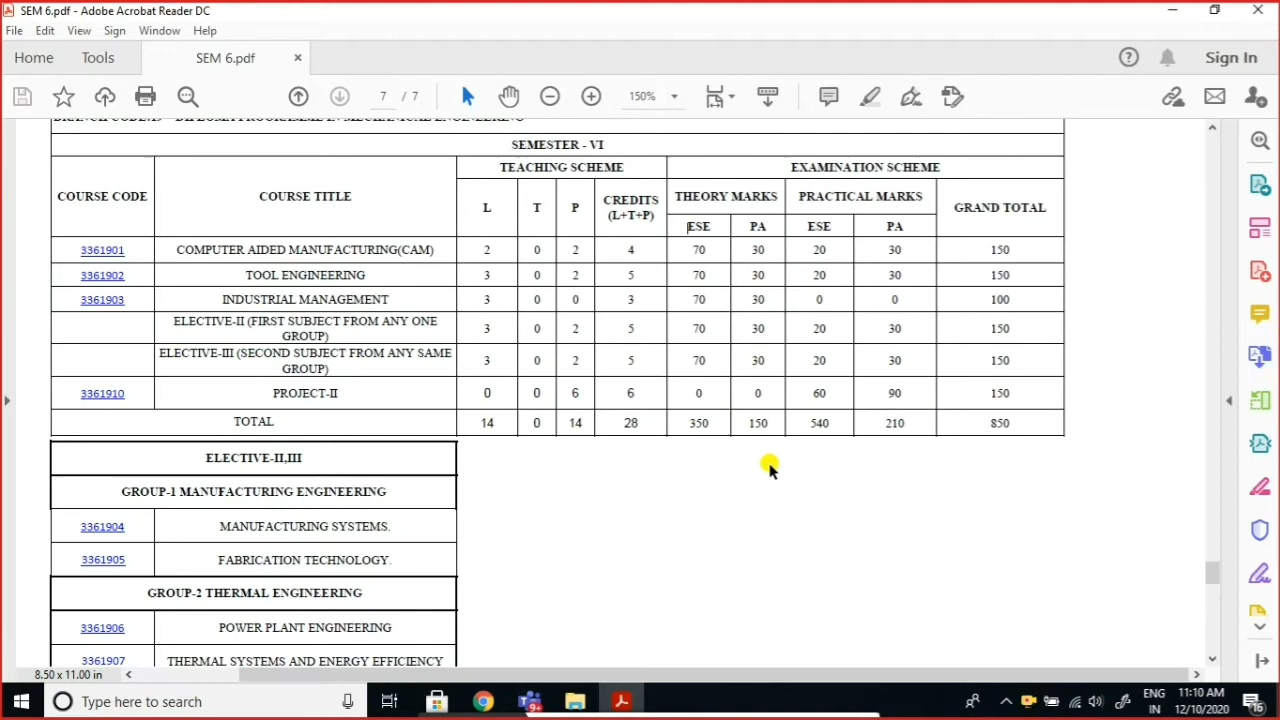 SEM 6.pdf - Adobe Acrobat Reader DC
File Edit View Sign Window Help
Home Tools SEM 6.pdf × ? Sign In
7 / 7 150%
BRANCH CODE:19 - DIPLOMA PROGRAMME IN MECHANICAL ENGINEERING
SEMESTER - VI
TEACHING SCHEME EXAMINATION SCHEME
COURSE CODE COURSE TITLE L T P CREDITS (L+T+P) THEORY MARKS PRACTICAL MARKS GRAND TOTAL
ESE PA ESE PA
3361901 COMPUTER AIDED MANUFACTURING(CAM) 2 0 2 4 70 30 20 30 150
3361902 TOOL ENGINEERING 3 0 2 5 70 30 20 30 150
3361903 INDUSTRIAL MANAGEMENT 3 0 0 3 70 30 0 0 100
ELECTIVE-II (FIRST SUBJECT FROM ANY ONE GROUP) 3 0 2 5 70 30 20 30 150
ELECTIVE-III (SECOND SUBJECT FROM ANY SAME GROUP) 3 0 2 5 70 30 20 30 150
3361910 PROJECT-II 0 0 6 6 0 0 60 90 150
TOTAL 14 0 14 28 350 150 540 210 850
ELECTIVE-II,III
GROUP-1 MANUFACTURING ENGINEERING
3361904 MANUFACTURING SYSTEMS.
3361905 FABRICATION TECHNOLOGY.
GROUP-2 THERMAL ENGINEERING
3361906 POWER PLANT ENGINEERING
3361907 THERMAL SYSTEMS AND ENERGY EFFICIENCY
8.50 x 11.00 in
Type here to search 9+ ENG 11:10 AM
IN 12/10/2020 16